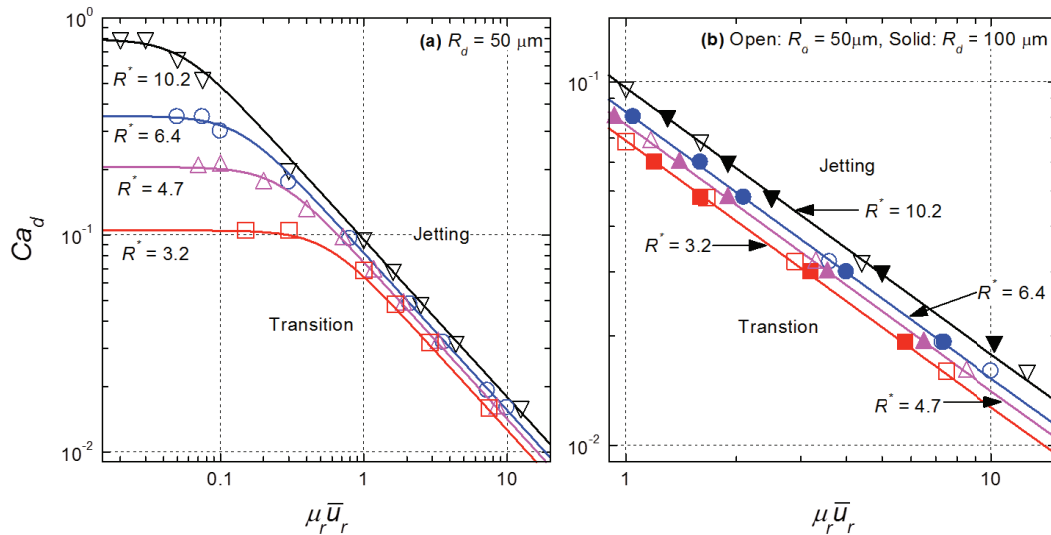 (a) R_d = 50 μm
10^0
10^-1
10^-2
Ca_d
R^* = 10.2
R^* = 6.4
R^* = 4.7
R^* = 3.2
Jetting
Transition
0.1
1
10
μ_r ū_r
(b) Open: R_a = 50μm, Solid: R_d = 100 μm
10^-1
10^-2
Jetting
R^* = 10.2
R^* = 3.2
R^* = 6.4
Transtion
R^* = 4.7
1
10
μ_r ū_r